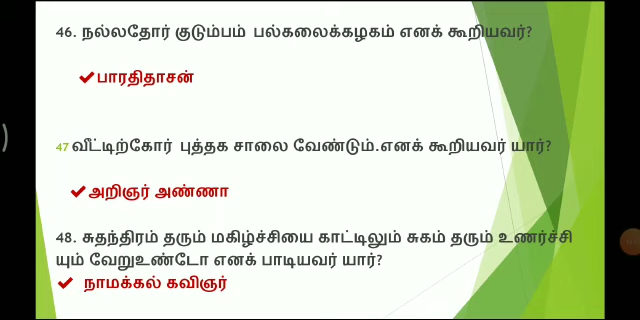 46. நல்லதோர் குடும்பம் பல்கலைக்கழகம் எனக் கூறியவர்?
பாரதிதாசன்
47 வீட்டிற்கோர் புத்தக சாலை வேண்டும்.எனக் கூறியவர் யார்?
அறிஞர் அண்ணா
48. சுதந்திரம் தரும் மகிழ்ச்சியை காட்டிலும் சுகம் தரும் உணர்ச்சி
யும் வேறுஉண்டோ எனக் பாடியவர் யார்?
நாமக்கல் கவிஞர்